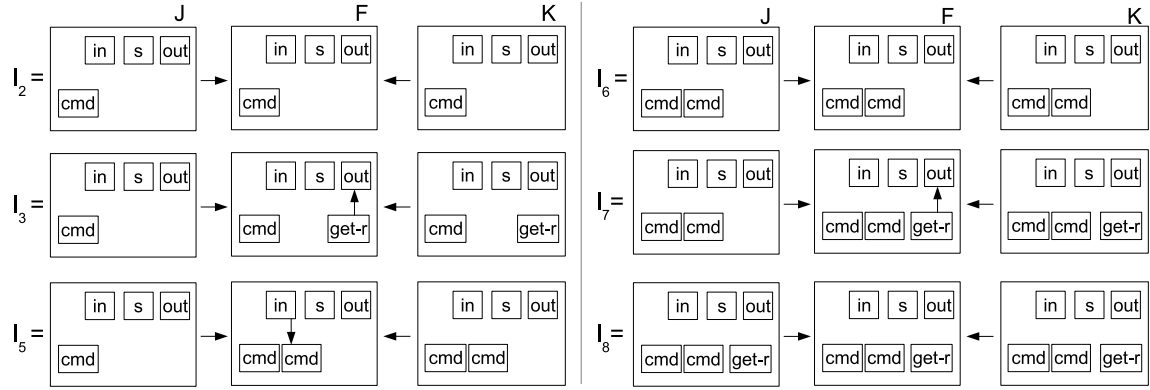 J F K
in s out in s out in s out
I2 = cmd cmd cmd
in s out in s out in s out
I3 = cmd cmd get-r cmd get-r
in s out in s out in s out
I5 = cmd cmd cmd cmd cmd
J F K
in s out in s out in s out
I6 = cmd cmd cmd cmd cmd cmd
in s out in s out in s out
I7 = cmd cmd cmd cmd get-r cmd cmd get-r
in s out in s out in s out
I8 = cmd cmd get-r cmd cmd get-r cmd cmd get-r